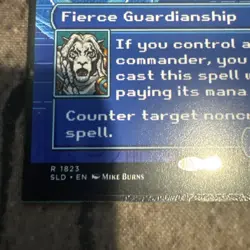 Fierce Guardianship
If you control a
commander, you
cast this spell w
paying its mana
Counter target nonc
spell.
R 1823
SLD • EN MIKE BURNS